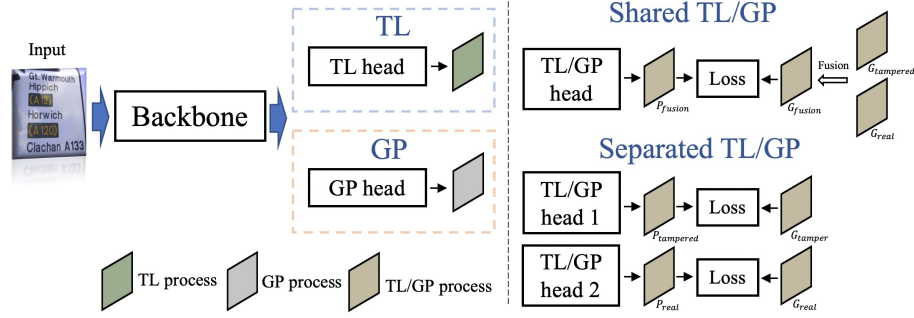 Input
Gt. Warmouth
Hippich
(A12)
Horwich
(A120)
Clachan A133
Backbone
TL
TL head
GP
GP head
TL process
GP process
TL/GP process
Shared TL/GP
TL/GP
head
P_fusion
Loss
G_fusion
Fusion
G_tampered
G_real
Separated TL/GP
TL/GP
head 1
P_tampered
Loss
G_tamper
TL/GP
head 2
P_real
Loss
G_real